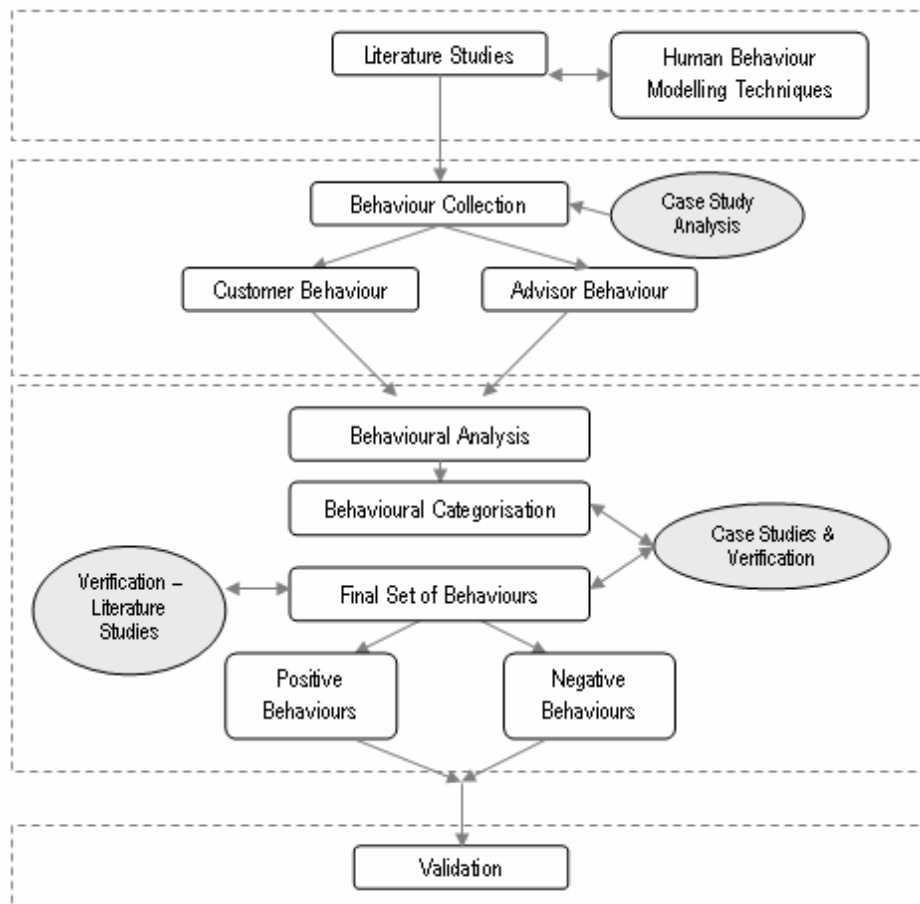 Literature Studies
Human Behaviour
Modelling Techniques
Behaviour Collection
Case Study
Analysis
Customer Behaviour
Advisor Behaviour
Behavioural Analysis
Behavioural Categorisation
Case Studies &
Verification
Verification –
Literature
Studies
Final Set of Behaviours
Positive
Behaviours
Negative
Behaviours
Validation